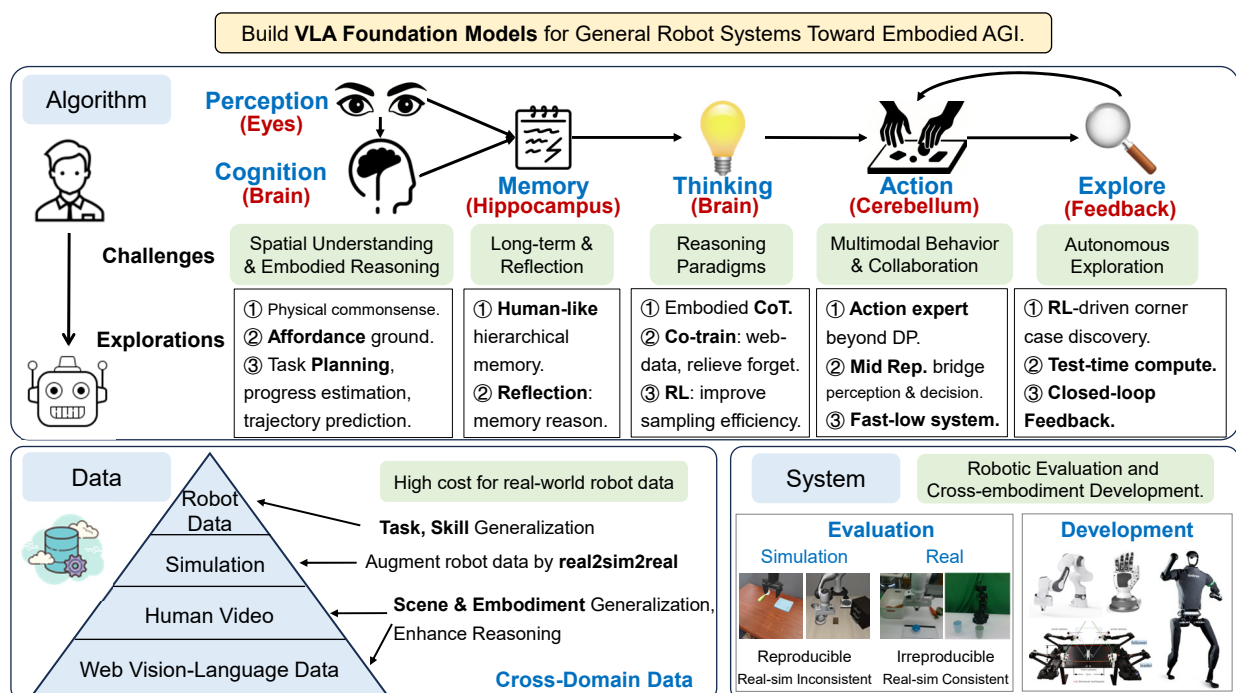 Build VLA Foundation Models for General Robot Systems Toward Embodied AGI.
Algorithm
Perception
(Eyes)
Cognition
(Brain)
Memory
(Hippocampus)
Thinking
(Brain)
Action
(Cerebellum)
Explore
(Feedback)
Challenges
Spatial Understanding
& Embodied Reasoning
Long-term &
Reflection
Reasoning
Paradigms
Multimodal Behavior
& Collaboration
Autonomous
Exploration
Explorations
① Physical commonsense.
② Affordance ground.
③ Task Planning,
progress estimation,
trajectory prediction.
① Human-like
hierarchical
memory.
② Reflection:
memory reason.
① Embodied CoT.
② Co-train: web-
data, relieve forget.
③ RL: improve
sampling efficiency.
① Action expert
beyond DP.
② Mid Rep. bridge
perception & decision.
③ Fast-low system.
① RL-driven corner
case discovery.
② Test-time compute.
③ Closed-loop
Feedback.
Data
High cost for real-world robot data
Robot
Data
Simulation
Human Video
Web Vision-Language Data
Task, Skill Generalization
Augment robot data by real2sim2real
Scene & Embodiment Generalization,
Enhance Reasoning
Cross-Domain Data
System
Robotic Evaluation and
Cross-embodiment Development.
Evaluation
Simulation
Real
Reproducible
Real-sim Inconsistent
Irreproducible
Real-sim Consistent
Development